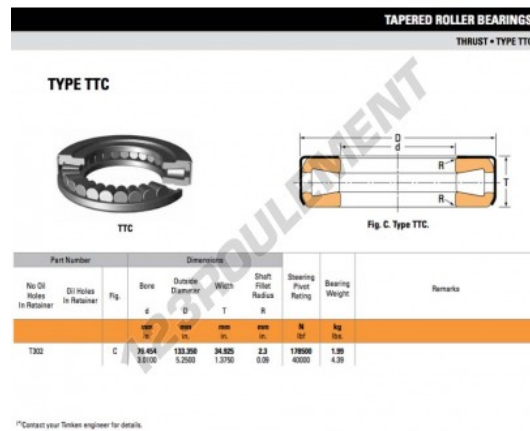 TAPERED ROLLER BEARINGS
THRUST • TYPE TTC
TYPE TTC
123ROULEMENT
D
d
R
T
R
TTC
Fig. C. Type TTC.
Part Number Dimensions
No Oil Holes In Retainer Oil Holes In Retainer Fig. Bore d Outside Diameter D Width T Shaft Fillet Radius R Steering Pivot Rating Bearing Weight Remarks
mm mm mm mm N kg
in. in. in. in. lbf lbs.
T302 C 76.454 133.350 34.925 2.3 178500 1.99
3.0100 5.2500 1.3750 0.09 40000 4.39
(*)Contact your Timken engineer for details.